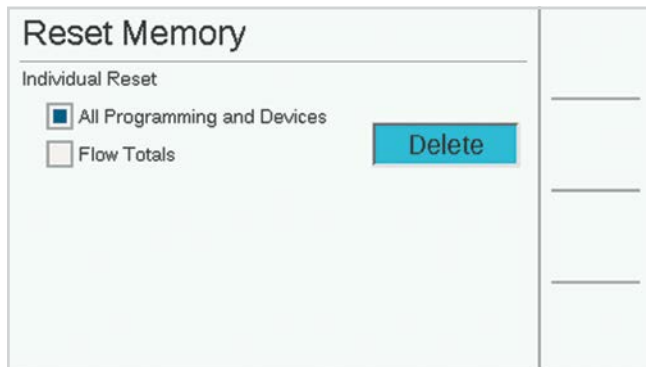 Reset Memory
Individual Reset
All Programming and Devices
Flow Totals
Delete